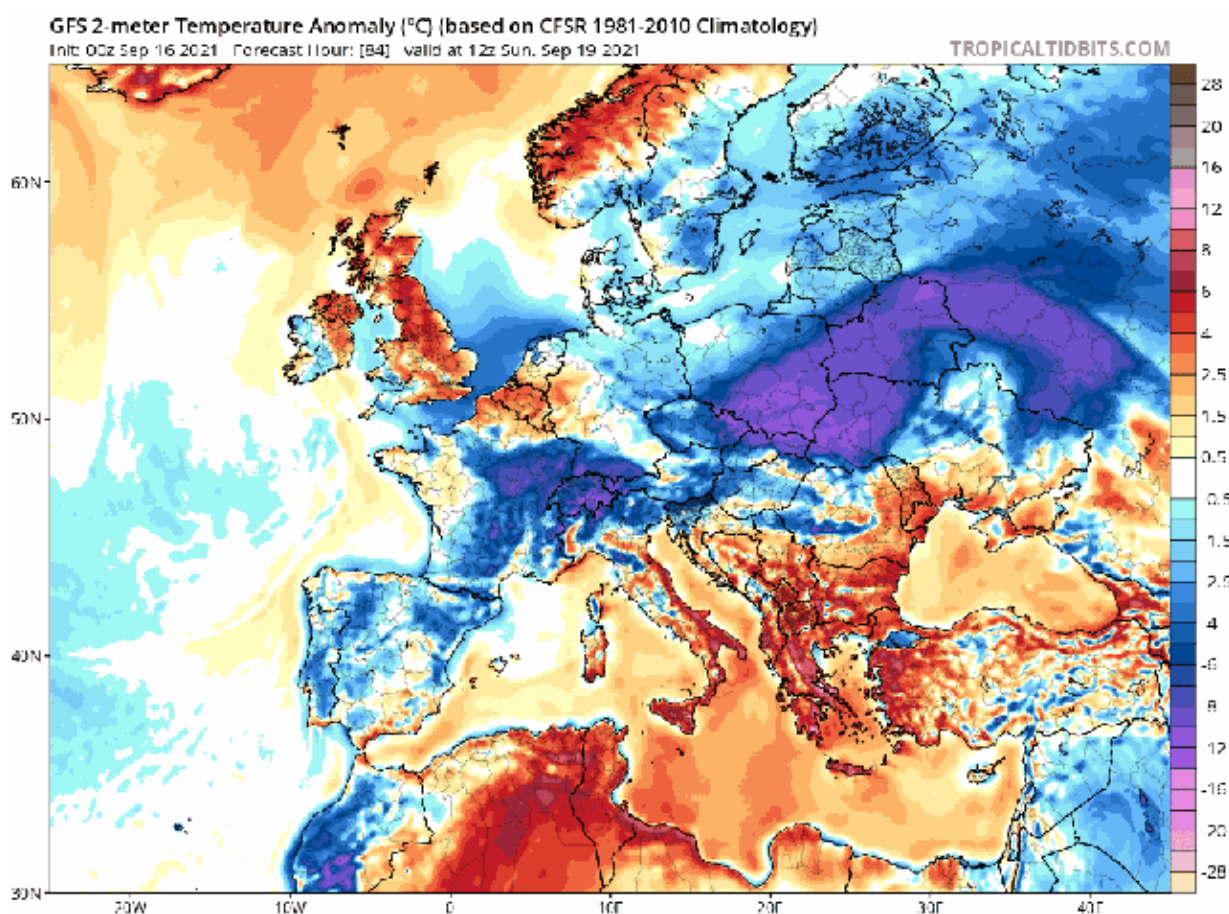 GFS 2-meter Temperature Anomaly (°C) (based on CFSR 1981-2010 Climatology)
Init: 00z Sep 16 2021 Forecast Hour: [84] valid at 12z Sun, Sep 19 2021
TROPICALTIDBITS.COM
28
20
16
12
8
6
4
2.5
1.5
0.5
-0.5
-1.5
-2.5
-4
-6
-8
-12
-16
-20
-28
60N
50N
40N
30N
20W
10W
0
10E
20E
30E
40E